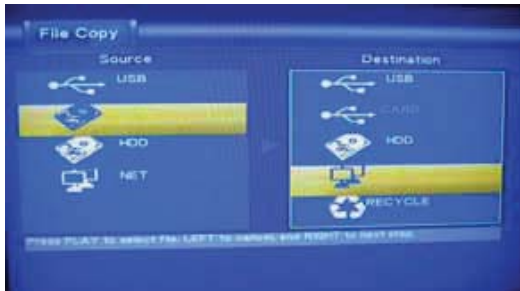 File Copy
Source
USB
HDD
NET
Destination
USB
CARD
HDD
RECYCLE
Press PLAY to select file, LEFT to cancel, and RIGHT to next step.